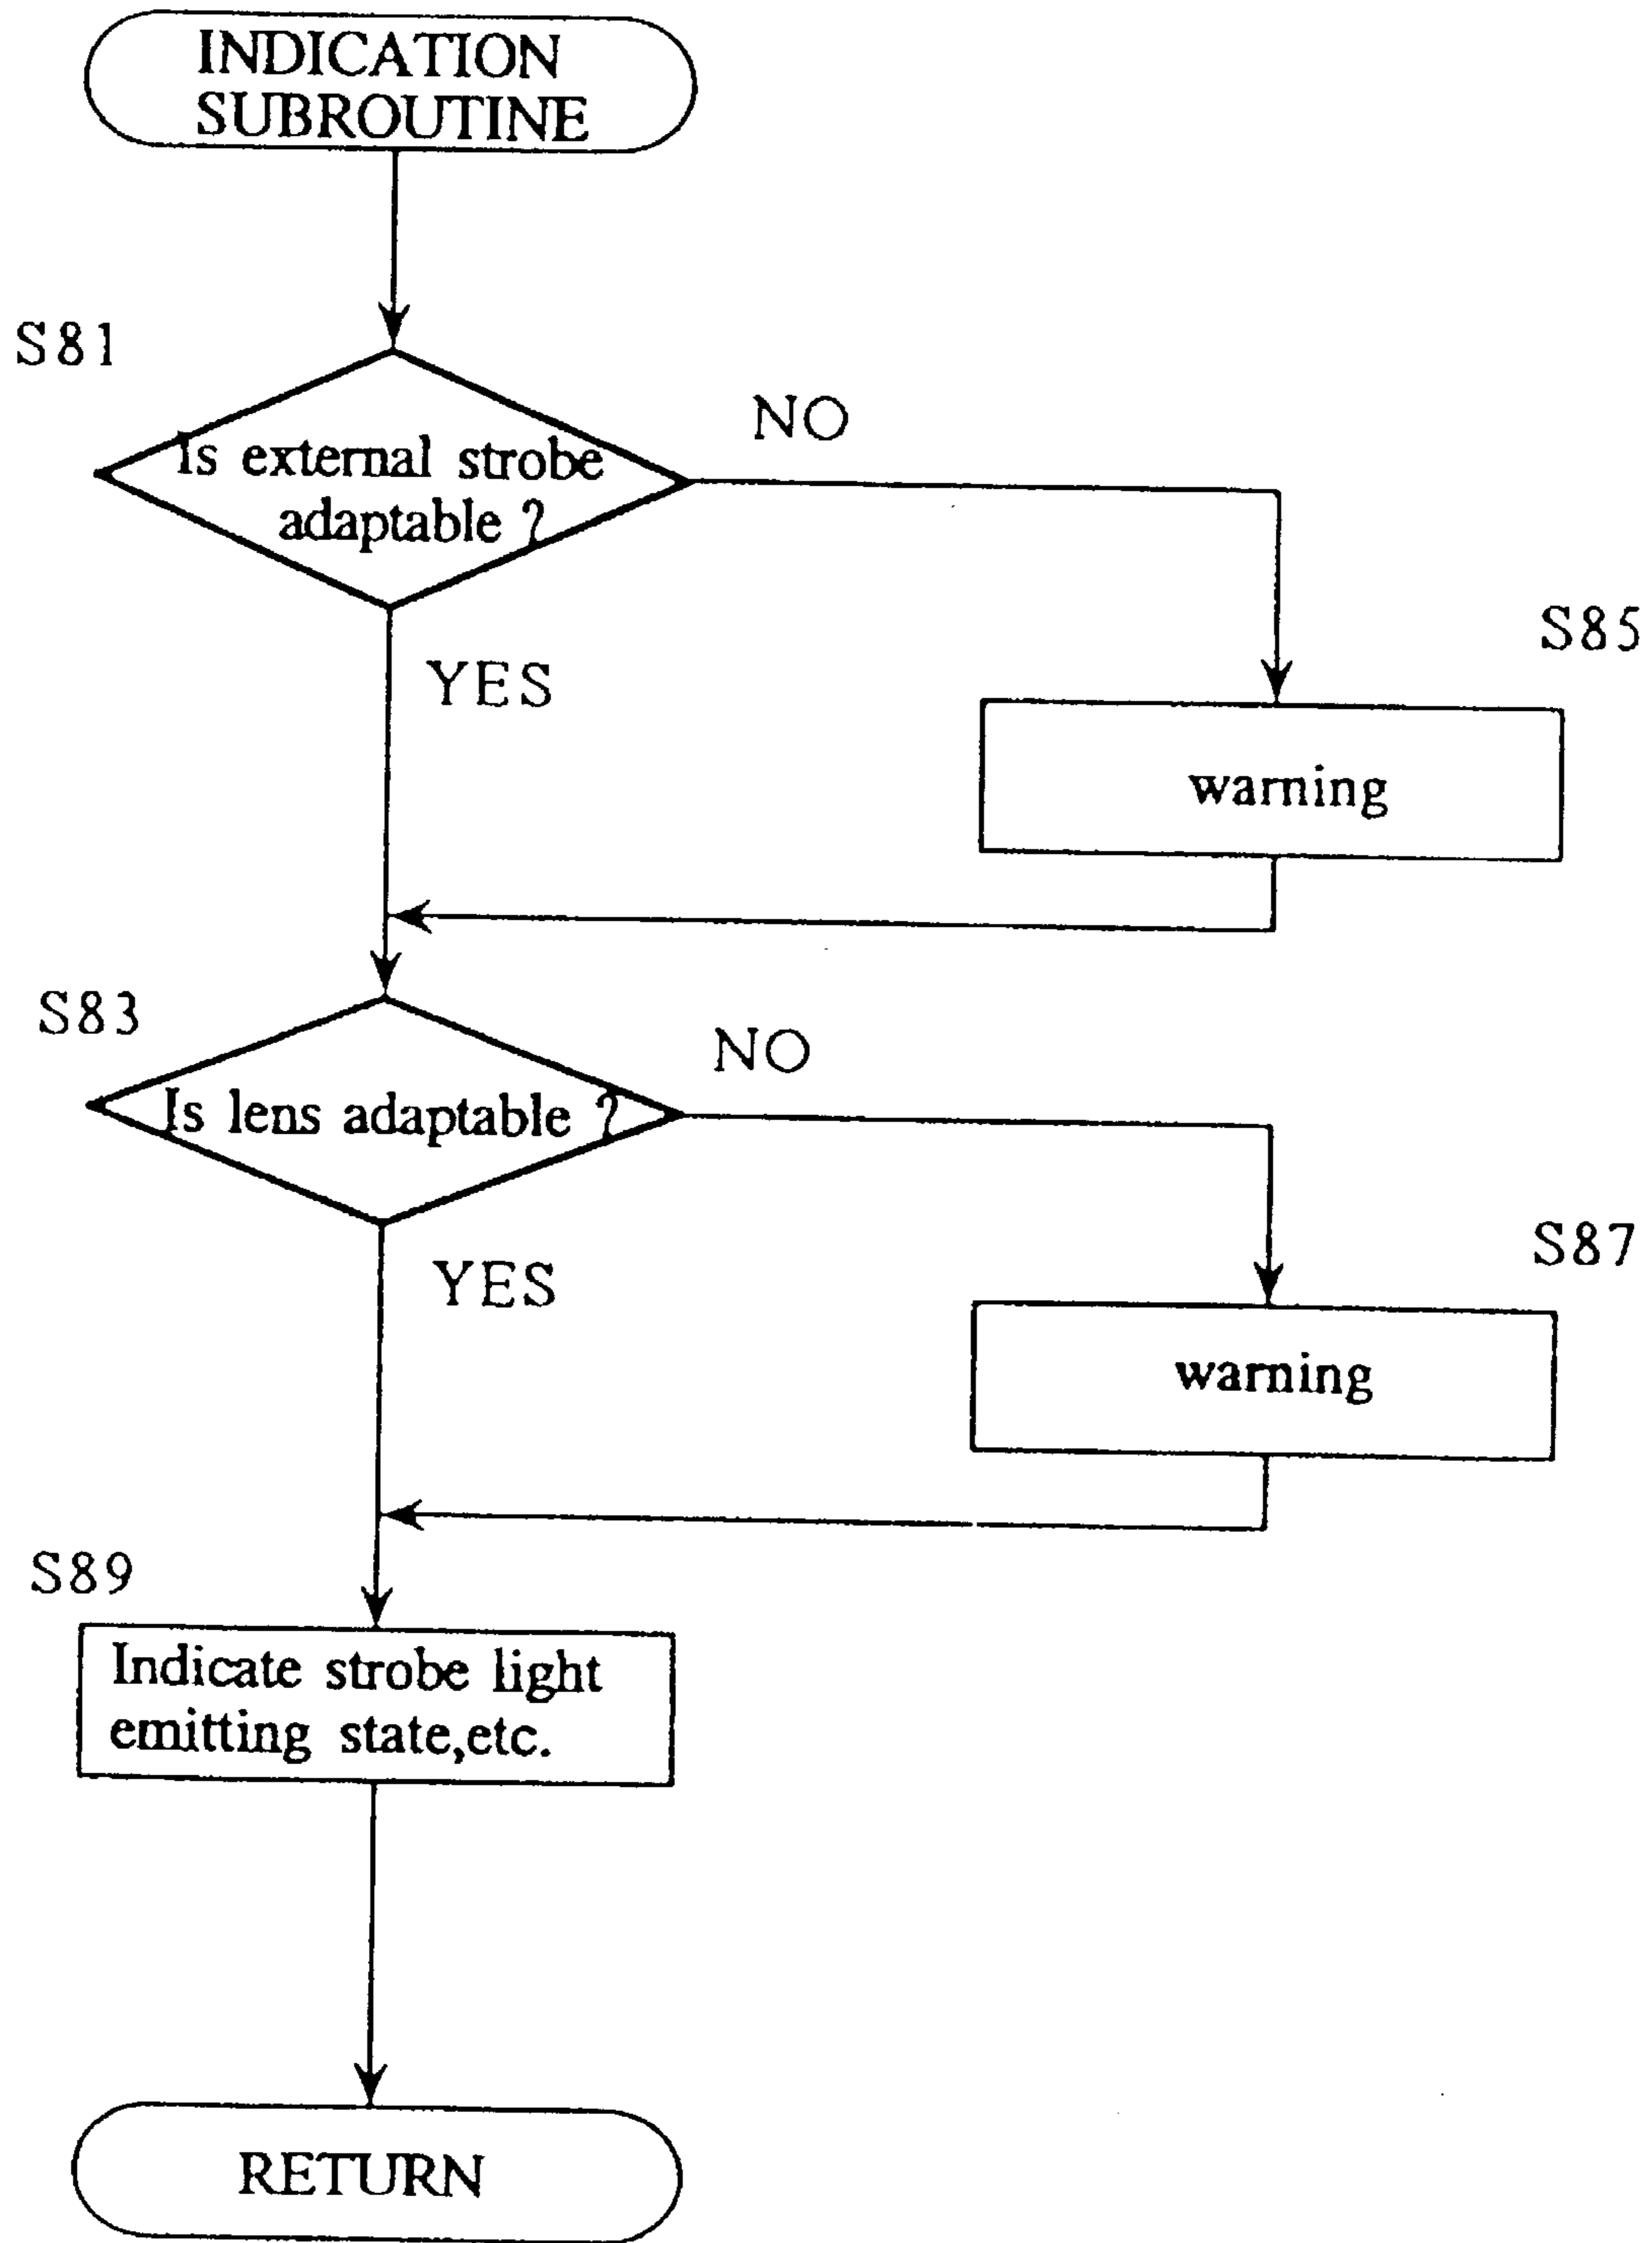 INDICATION
SUBROUTINE
S81
Is external strobe
adaptable ?
NO
YES
S85
warning
S83
Is lens adaptable ?
NO
YES
S87
warning
S89
Indicate strobe light
emitting state,etc.
RETURN